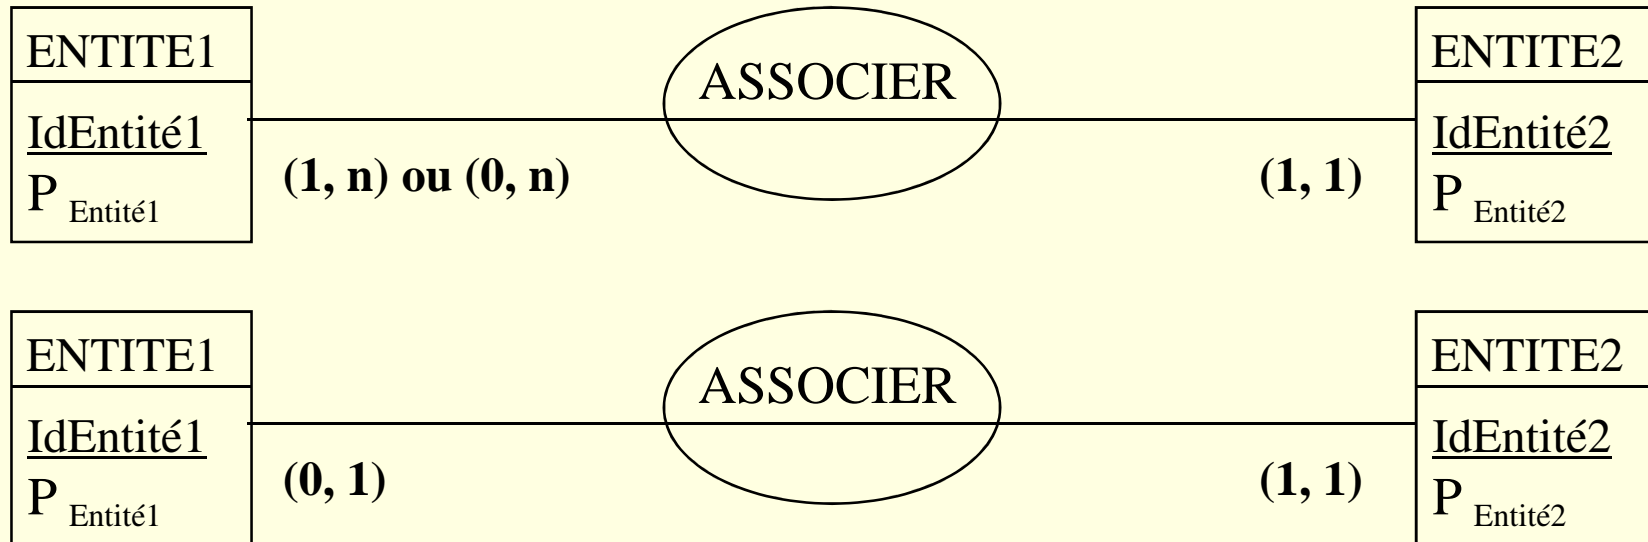 ENTITE1
ASSOCIER
ENTITE2
IdEntité1
P Entité1
(1, n) ou (0, n)
(1, 1)
IdEntité2
P Entité2
ENTITE1
ASSOCIER
ENTITE2
IdEntité1
P Entité1
(0, 1)
(1, 1)
IdEntité2
P Entité2